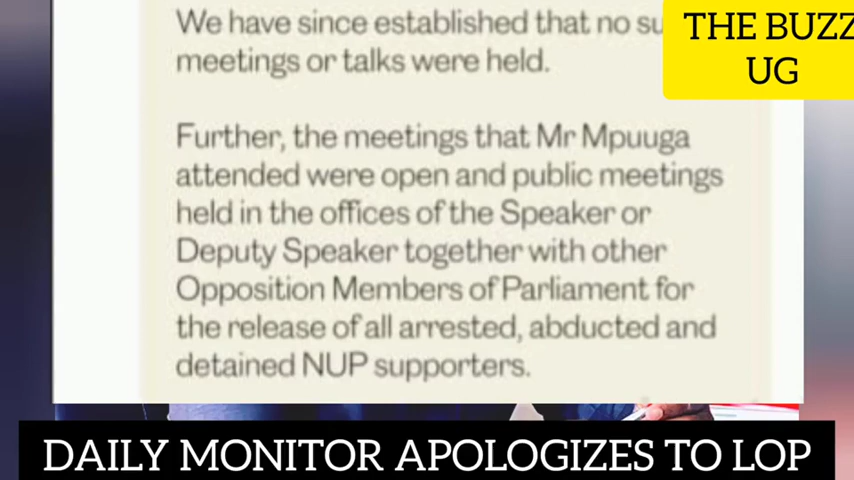 We have since established that no su
meetings or talks were held.
THE BUZZ
UG
Further, the meetings that Mr Mpuuga
attended were open and public meetings
held in the offices of the Speaker or
Deputy Speaker together with other
Opposition Members of Parliament for
the release of all arrested, abducted and
detained NUP supporters.
DAILY MONITOR APOLOGIZES TO LOP